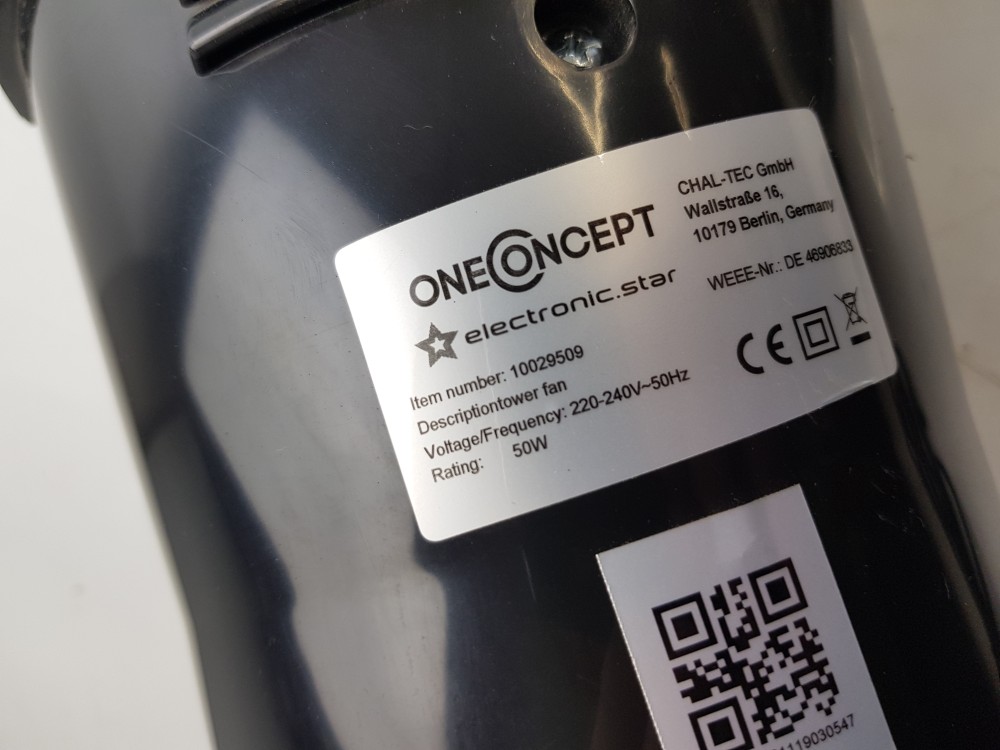 ONECONCEPT
electronic.star
Item number: 10029509
Descriptiontower fan
Voltage/Frequency: 220-240V~50Hz
Rating: 50W
CHAL-TEC GmbH
Wallstraße 16,
10179 Berlin, Germany
WEEE-Nr.: DE 46906833
CE